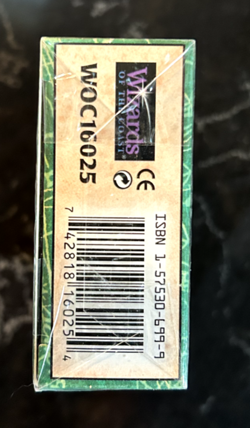 Wizards
OF THE COAST®
WOC16025
CE
ISBN 1-57530-699-9
7 42818 16025 4